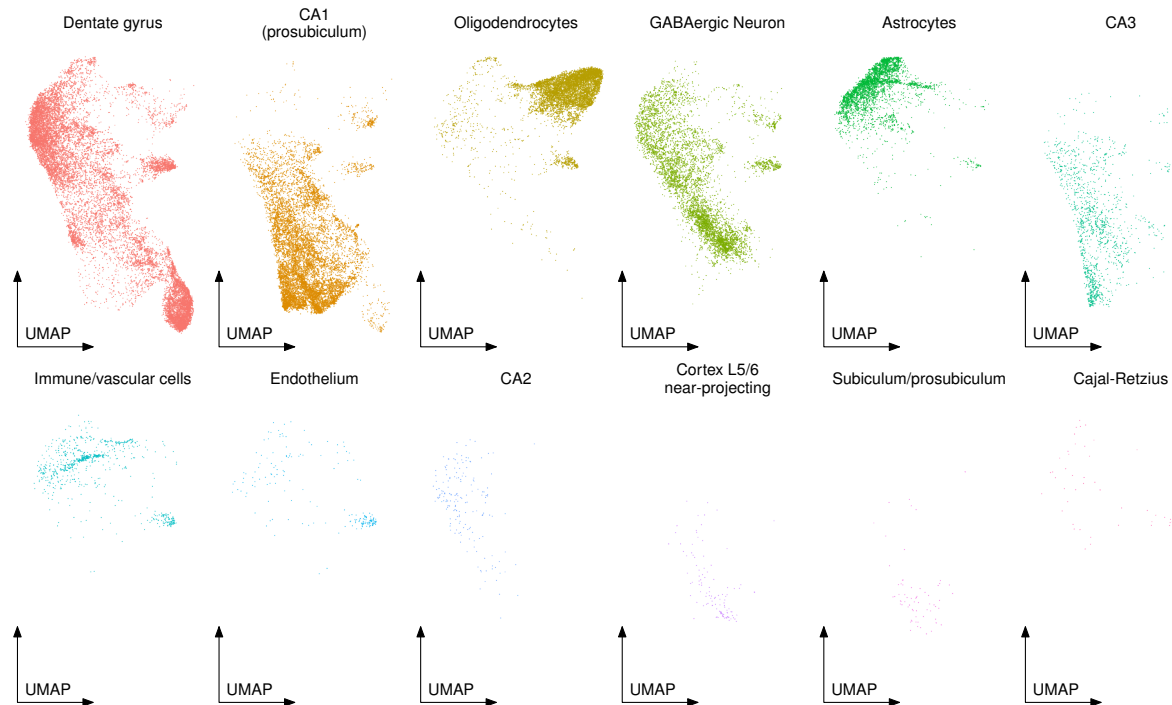 Dentate gyrus
CA1
(prosubiculum)
Oligodendrocytes
GABAergic Neuron
Astrocytes
CA3
UMAP
UMAP
UMAP
UMAP
UMAP
UMAP
Immune/vascular cells
Endothelium
CA2
Cortex L5/6
near-projecting
Subiculum/prosubiculum
Cajal-Retzius
UMAP
UMAP
UMAP
UMAP
UMAP
UMAP